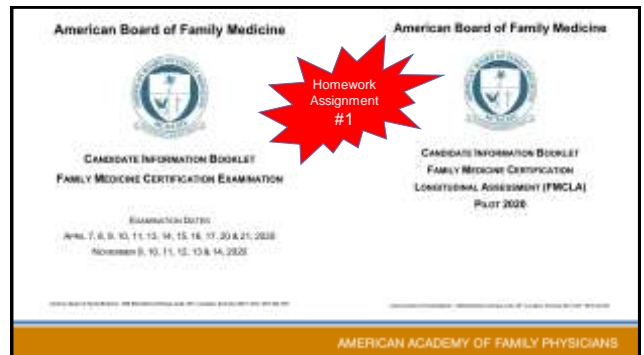 American Board of Family Medicine
CANDIDATE INFORMATION BOOKLET
FAMILY MEDICINE CERTIFICATION EXAMINATION
EXAMINATION DATES
APRIL 7, 8, 9, 10, 11, 13, 14, 15, 16, 17, 20 & 21, 2020
NOVEMBER 9, 10, 11, 12, 13 & 14, 2020
Homework
Assignment
#1
American Board of Family Medicine
CANDIDATE INFORMATION BOOKLET
FAMILY MEDICINE CERTIFICATION
LONGITUDINAL ASSESSMENT (FMCLA)
PILOT 2020
AMERICAN ACADEMY OF FAMILY PHYSICIANS